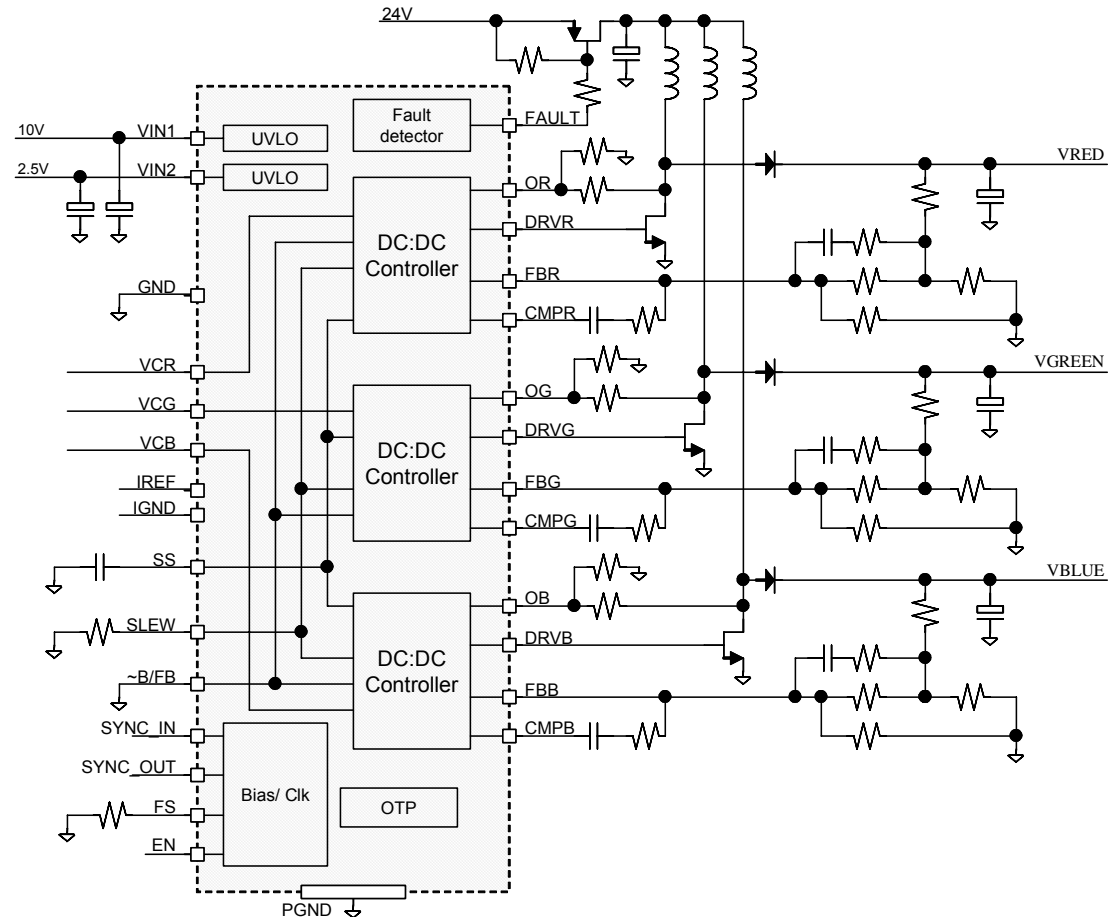 24V
Fault
detector
FAULT
10V
VIN1
UVLO
2.5V
VIN2
UVLO
VRED
OR
DRVR
DC:DC
Controller
FBR
GND
CMPR
VCR
VGREEN
OG
VCG
DRVG
VCB
DC:DC
Controller
IREF
FBG
IGND
CMPG
SS
VBLUE
OB
SLEW
DRVB
DC:DC
Controller
~B/FB
FBB
SYNC_IN
CMPB
SYNC_OUT
Bias/ Clk
FS
OTP
EN
PGND